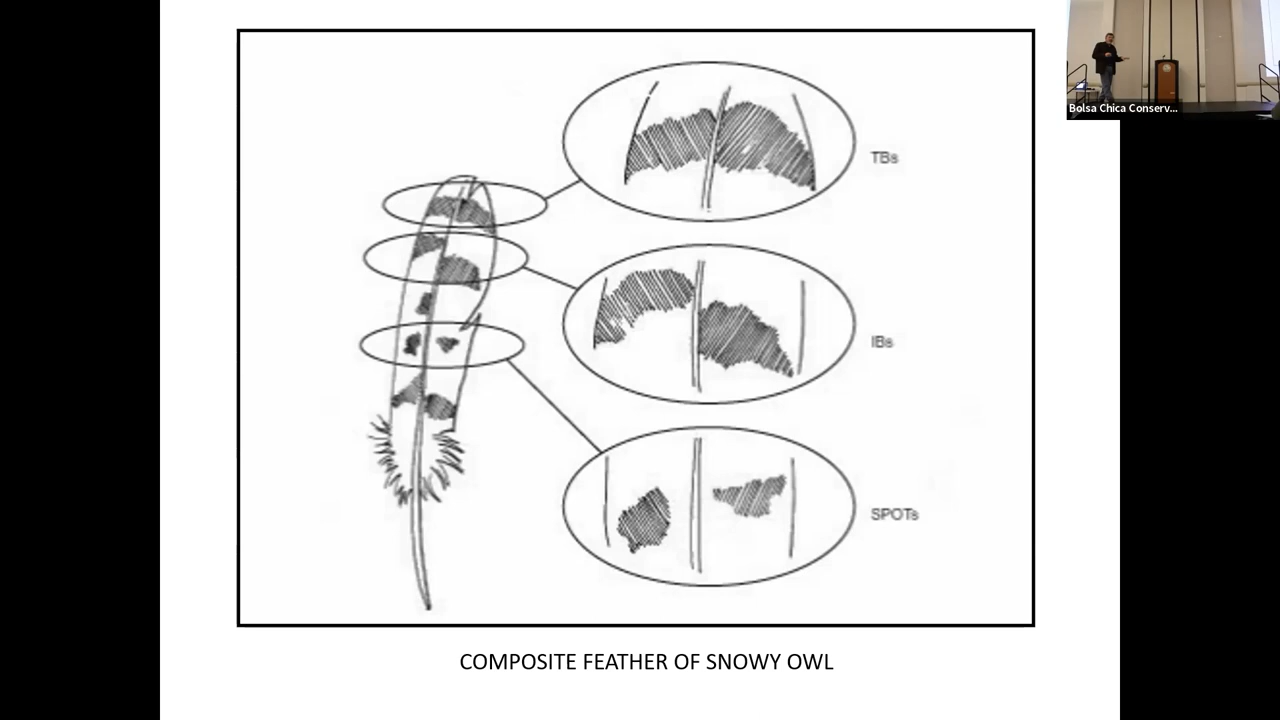 Bolsa Chica Conserv...
TBs
IBs
SPOTs
COMPOSITE FEATHER OF SNOWY OWL